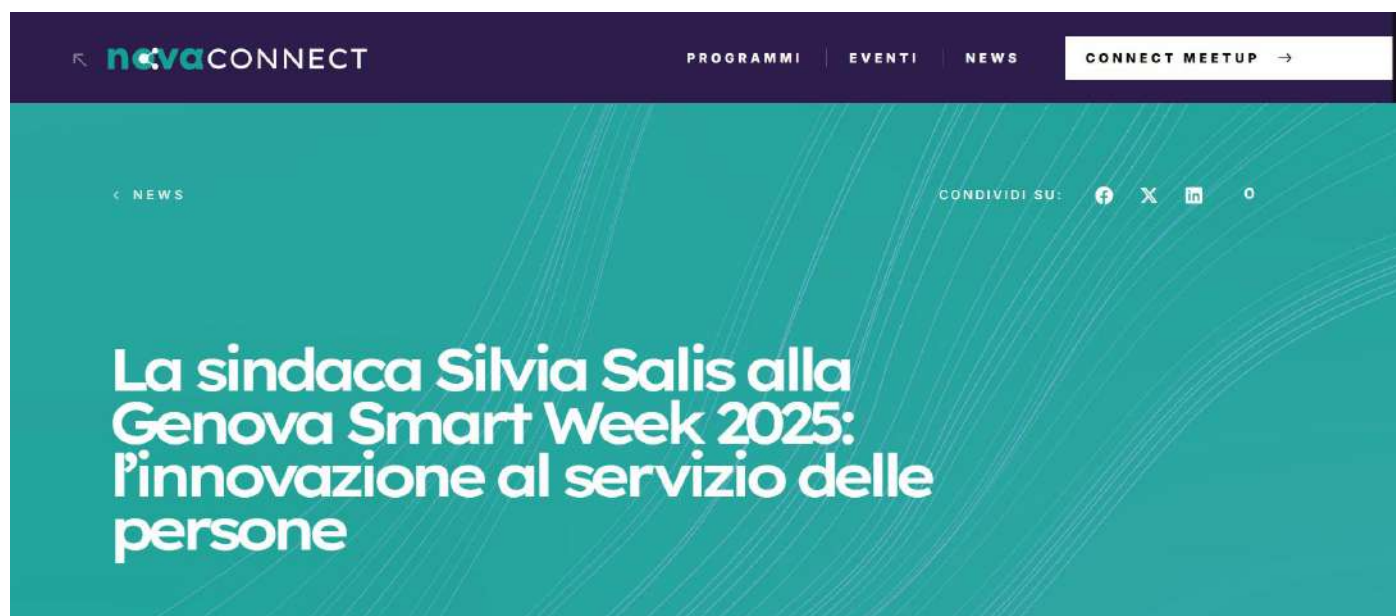 novaCONNECT
PROGRAMMI
EVENTI
NEWS
CONNECT MEETUP →
< NEWS
CONDIVIDI SU:
La sindaca Silvia Salis alla
Genova Smart Week 2025:
l’innovazione al servizio delle
persone